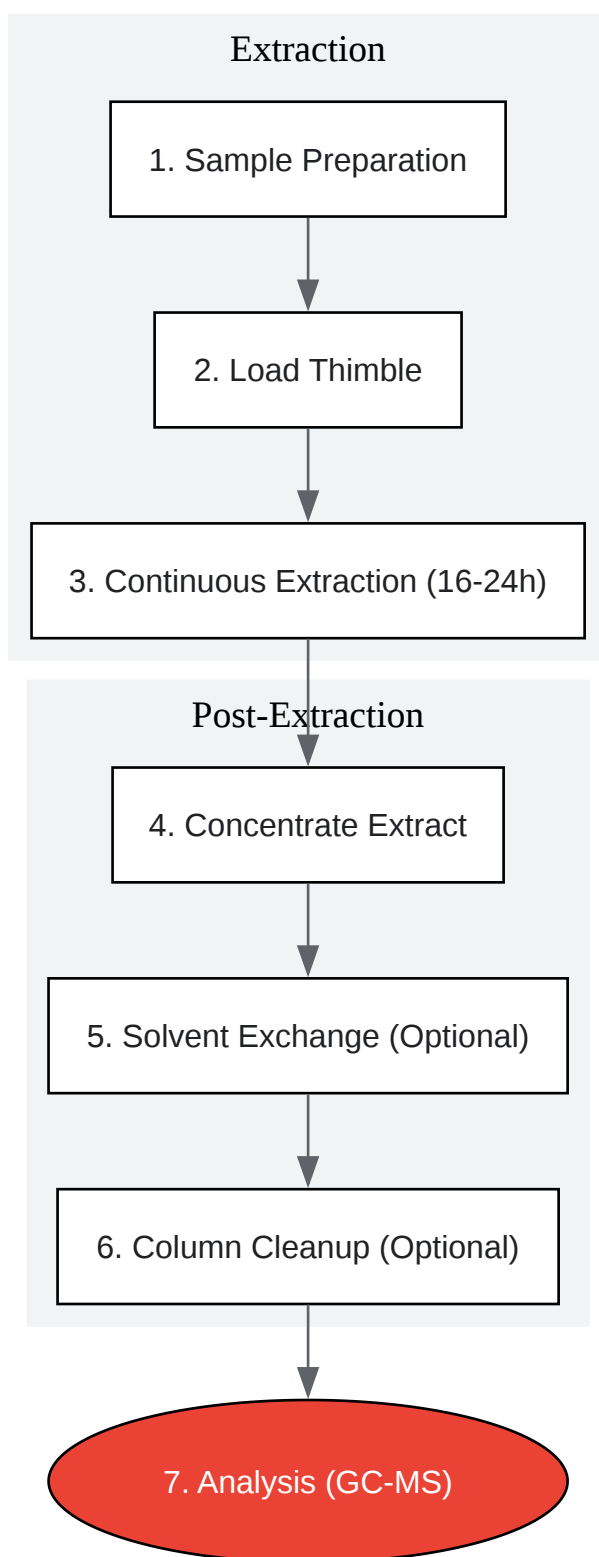 Extraction
1. Sample Preparation
2. Load Thimble
3. Continuous Extraction (16-24h)
Post-Extraction
4. Concentrate Extract
5. Solvent Exchange (Optional)
6. Column Cleanup (Optional)
7. Analysis (GC-MS)